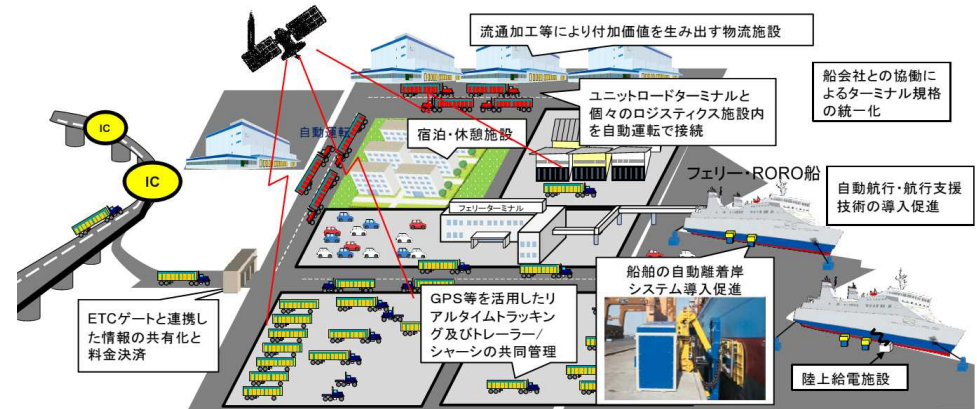 流通加工等により付加価値を生み出す物流施設
船会社との協働に
よるターミナル規格
の統一化
ユニットロードターミナルと
個々のロジスティクス施設内
を自動運転で接続
自動運転
宿泊・休憩施設
IC
IC
フェリー・RORO船
自動航行・航行支援
技術の導入促進
フェリーターミナル
船舶の自動離着岸
システム導入促進
ETCゲートと連携し
た情報の共有化と
料金決済
GPS等を活用したリ
アルタイムトラッキン
グ及びトレーラー/
シャーシの共同管理
陸上給電施設